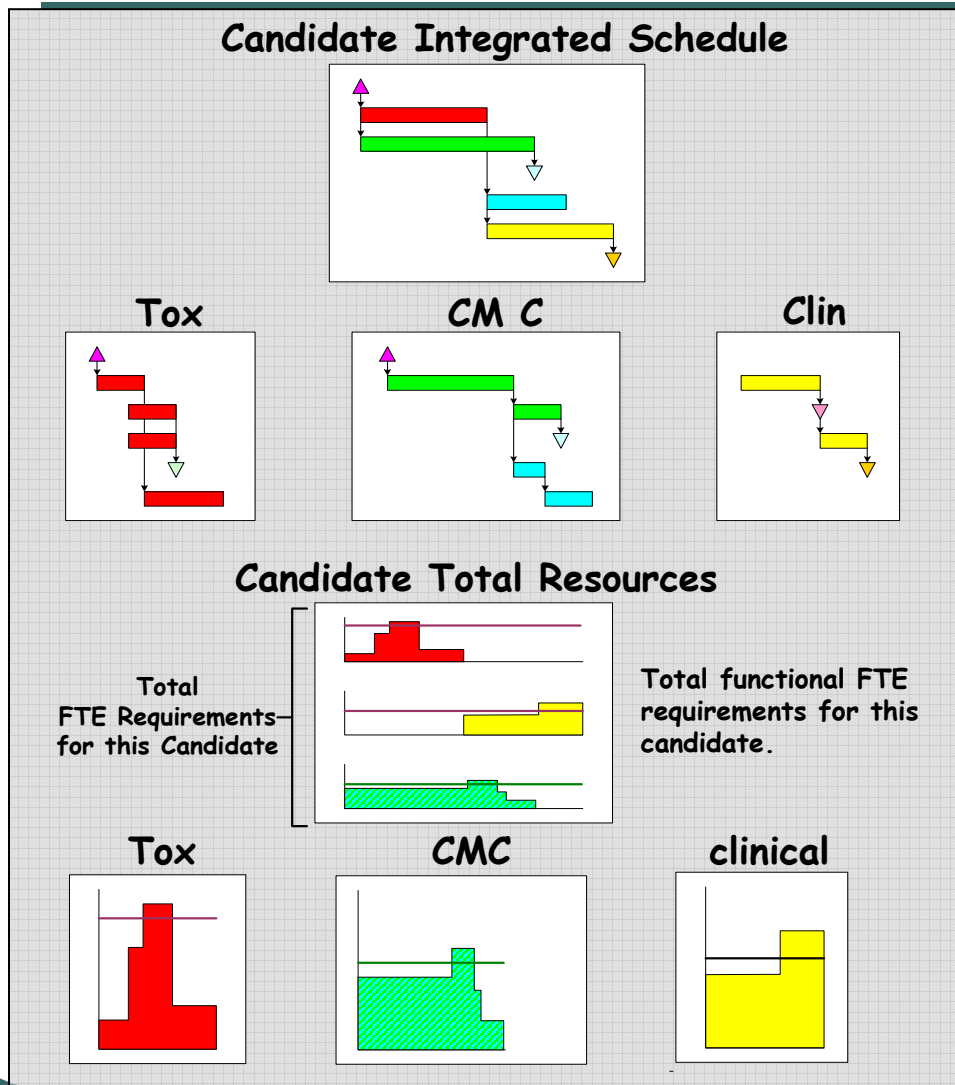 Candidate Integrated Schedule
Tox
CM C
Clin
Candidate Total Resources
Total
FTE Requirements
for this Candidate
Total functional FTE
requirements for this
candidate.
Tox
CMC
clinical